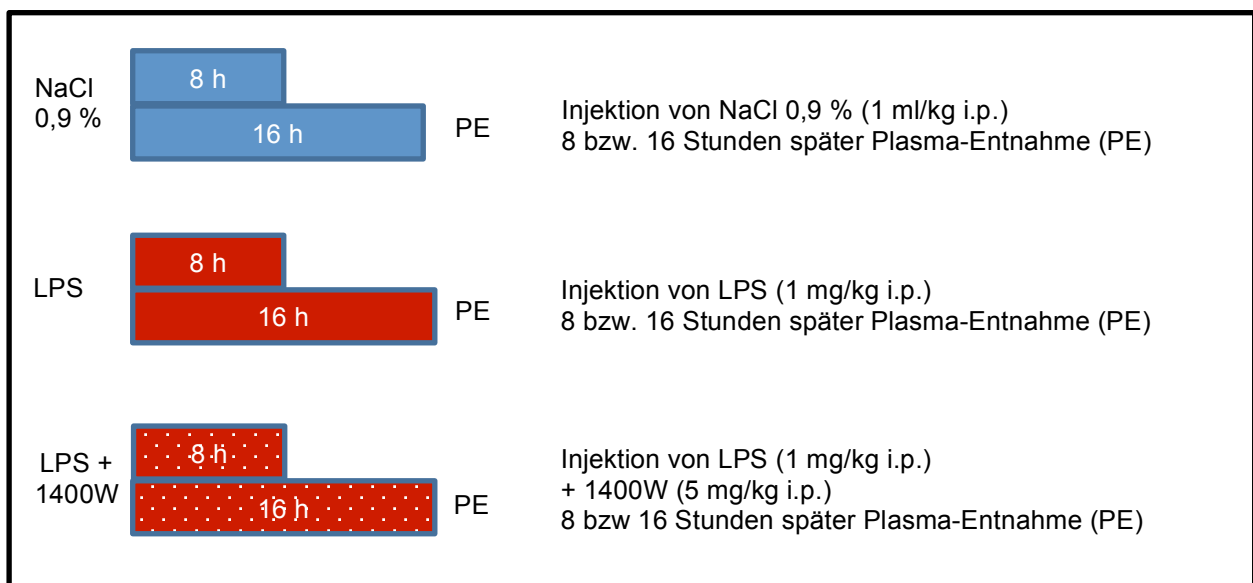 NaCl
0,9 %
8 h
16 h
PE
Injektion von NaCl 0,9 % (1 ml/kg i.p.)
8 bzw. 16 Stunden später Plasma-Entnahme (PE)
LPS
8 h
16 h
PE
Injektion von LPS (1 mg/kg i.p.)
8 bzw. 16 Stunden später Plasma-Entnahme (PE)
LPS +
1400W
8 h
16 h
PE
Injektion von LPS (1 mg/kg i.p.)
+ 1400W (5 mg/kg i.p.)
8 bzw 16 Stunden später Plasma-Entnahme (PE)